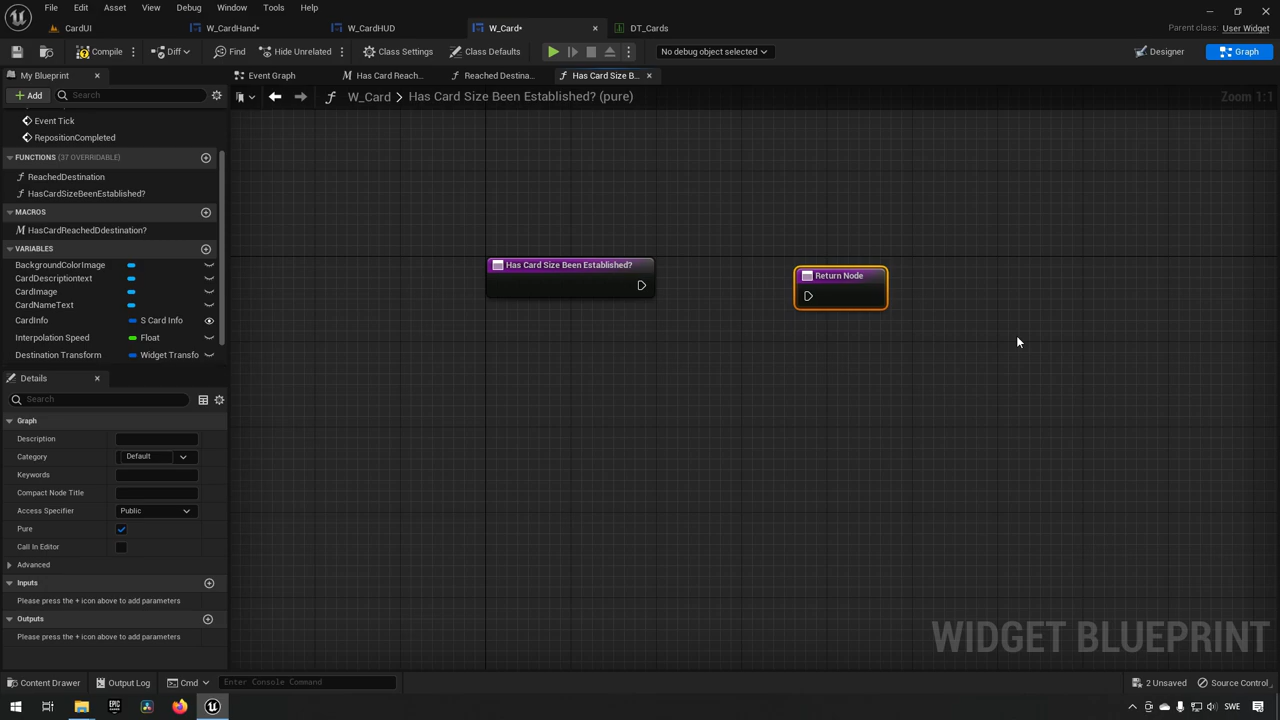 File Edit Asset View Debug Window Tools Help
CardUI W_CardHand* W_CardHUD W_Card* DT_Cards Parent class: User Widget
Compile Diff Find Hide Unrelated Class Settings Class Defaults No debug object selected Designer Graph
My Blueprint Event Graph Has Card Reach... Reached Destina... Has Card Size B...
Add Search W_Card > Has Card Size Been Established? (pure) Zoom 1:1
Event Tick
RepositionCompleted
FUNCTIONS (37 OVERRIDABLE)
ReachedDestination
HasCardSizeBeenEstablished?
MACROS
HasCardReachedDdestination?
VARIABLES
BackgroundColorImage
CardDescriptiontext
CardImage
CardNameText
CardInfo S Card Info
Interpolation Speed Float
Destination Transform Widget Transfo
Has Card Size Been Established?
Return Node
Details
Search
Graph
Description
Category Default
Keywords
Compact Node Title
Access Specifier Public
Pure
Call In Editor
Advanced
Inputs
Please press the + icon above to add parameters
Outputs
Please press the + icon above to add parameters
WIDGET BLUEPRINT
Content Drawer Output Log Cmd Enter Console Command 2 Unsaved Source Control
SWE